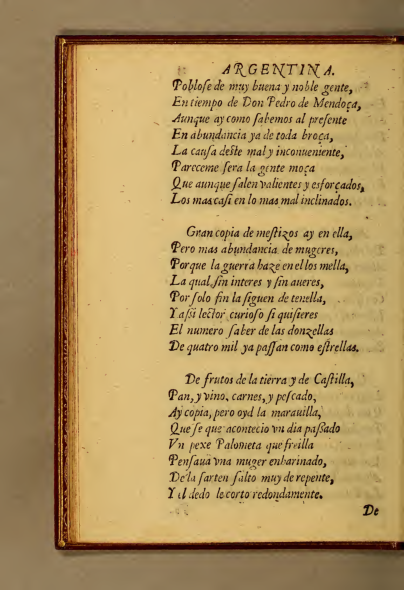 ARGENTINA.
Pobloſe de muy buena y noble gente,
En tiempo de Don Pedro de Mendoça,
Aunque ay como ſabemos al preſente
En abundancia ya de toda broça,
La cauſa deſte mal y inconueniente,
Pareceme ſera la gente moça
Que aunque ſalen valientes y esforçados,
Los mas caſi en lo mas mal inclinados.
Gran copia de meſtizos ay en ella,
Pero mas abundancia de mugeres,
Porque la guerra haze en ellos mella,
La qual, ſin interes y ſin aueres,
Por ſolo fin la ſiguen de tenella,
Y aſsi lector curioſo ſi quiſieres
El numero ſaber de las donzellas
De quatro mil ya paſſan como eſtrellas.
De frutos de la tierra y de Caſtilla,
Pan, y vino, carnes, y peſcado,
Ay copia, pero oyd la marauilla,
Que ſe que acontecio vn dia paſſado
Vn pexe Palometa que freilla
Penſaua vna muger enharinado,
De la ſarten ſalto muy de repente,
Y el dedo le corto redondamente.
De